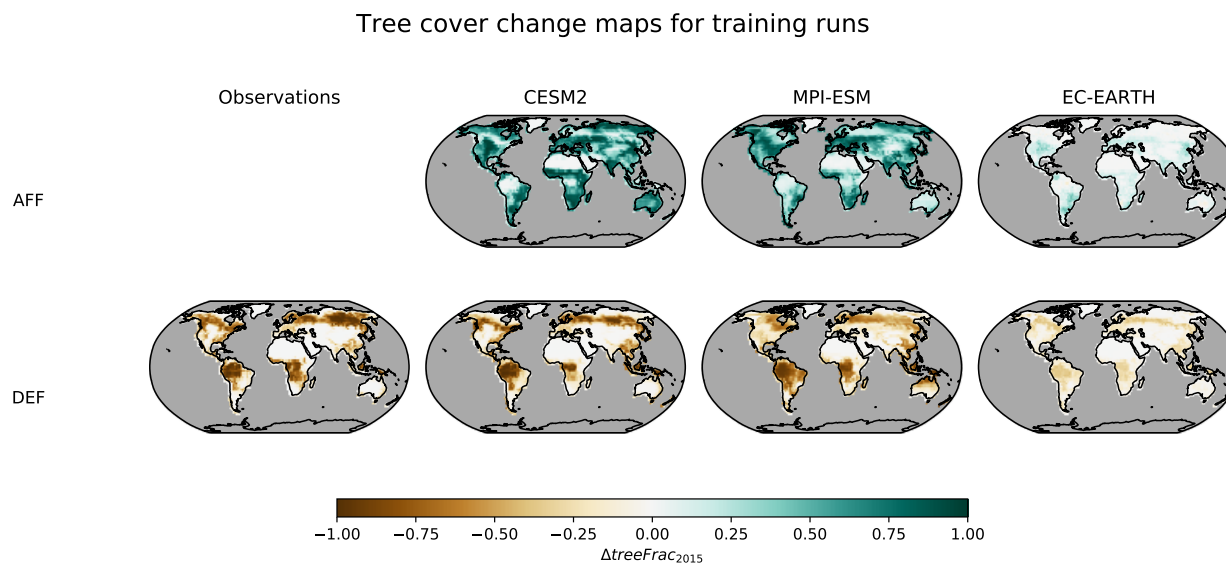 Tree cover change maps for training runs
Observations CESM2 MPI-ESM EC-EARTH
AFF
DEF
−1.00 −0.75 −0.50 −0.25 0.00 0.25 0.50 0.75 1.00
ΔtreeFrac₂₀₁₅